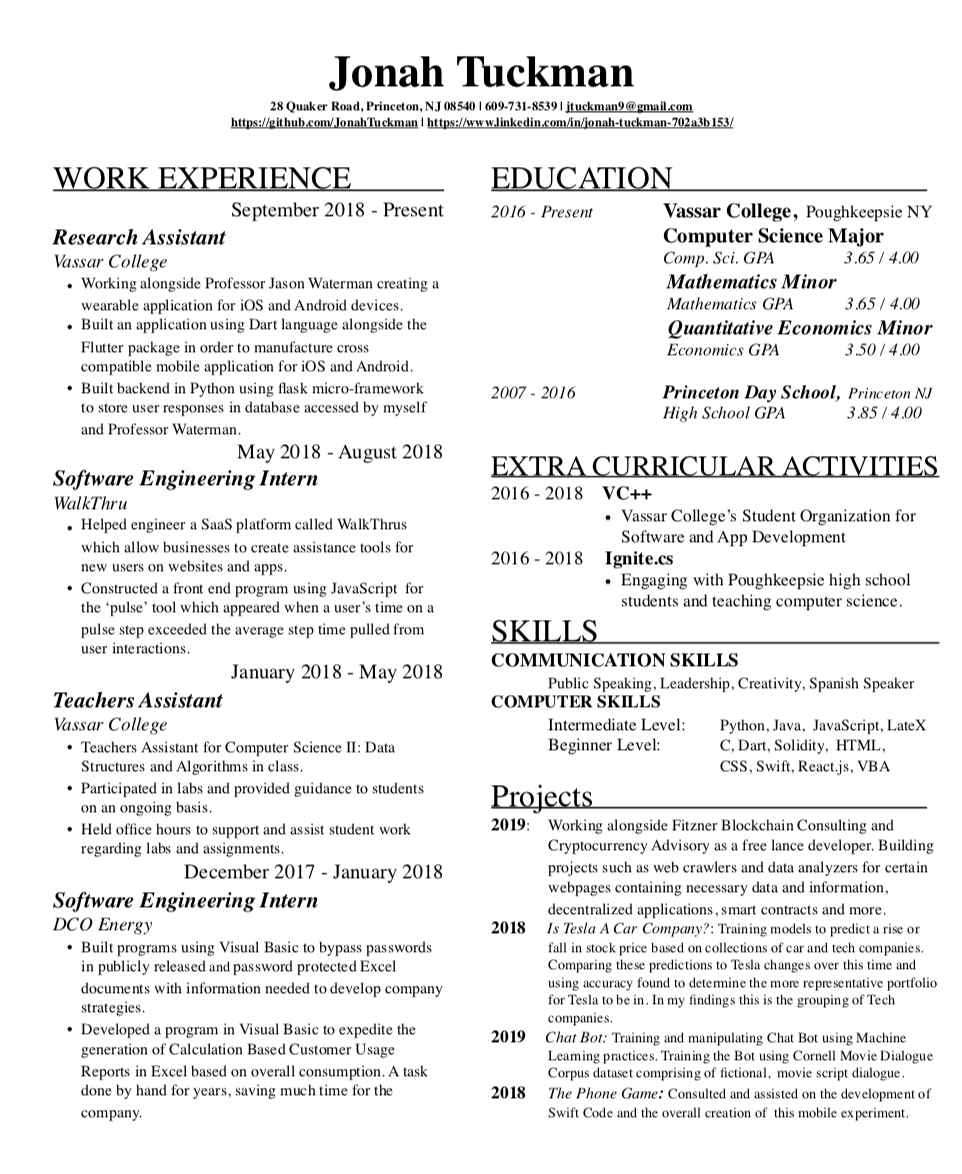 Jonah Tuckman
28 Quaker Road, Princeton, NJ 08540 | 609-731-8539 | jtuckman9@gmail.com
https://github.com/JonahTuckman | https://www.linkedin.com/in/jonah-tuckman-702a3b153/
WORK EXPERIENCE
September 2018 - Present
Research Assistant
Vassar College
• Working alongside Professor Jason Waterman creating a
wearable application for iOS and Android devices.
• Built an application using Dart language alongside the
Flutter package in order to manufacture cross
compatible mobile application for iOS and Android.
• Built backend in Python using flask micro-framework
to store user responses in database accessed by myself
and Professor Waterman.
May 2018 - August 2018
Software Engineering Intern
WalkThru
• Helped engineer a SaaS platform called WalkThrus
which allow businesses to create assistance tools for
new users on websites and apps.
• Constructed a front end program using JavaScript for
the ‘pulse’ tool which appeared when a user’s time on a
pulse step exceeded the average step time pulled from
user interactions.
January 2018 - May 2018
Teachers Assistant
Vassar College
• Teachers Assistant for Computer Science II: Data
Structures and Algorithms in class.
• Participated in labs and provided guidance to students
on an ongoing basis.
• Held office hours to support and assist student work
regarding labs and assignments.
December 2017 - January 2018
Software Engineering Intern
DCO Energy
• Built programs using Visual Basic to bypass passwords
in publicly released and password protected Excel
documents with information needed to develop company
strategies.
• Developed a program in Visual Basic to expedite the
generation of Calculation Based Customer Usage
Reports in Excel based on overall consumption. A task
done by hand for years, saving much time for the
company.
EDUCATION
2016 - Present Vassar College, Poughkeepsie NY
Computer Science Major
Comp. Sci. GPA 3.65 / 4.00
Mathematics Minor
Mathematics GPA 3.65 / 4.00
Quantitative Economics Minor
Economics GPA 3.50 / 4.00
2007 - 2016 Princeton Day School, Princeton NJ
High School GPA 3.85 / 4.00
EXTRA CURRICULAR ACTIVITIES
2016 - 2018 VC++
• Vassar College’s Student Organization for
Software and App Development
2016 - 2018 Ignite.cs
• Engaging with Poughkeepsie high school
students and teaching computer science.
SKILLS
COMMUNICATION SKILLS
Public Speaking, Leadership, Creativity, Spanish Speaker
COMPUTER SKILLS
Intermediate Level: Python, Java, JavaScript, LateX
Beginner Level: C, Dart, Solidity, HTML,
CSS, Swift, React.js, VBA
Projects
2019: Working alongside Fitzner Blockchain Consulting and
Cryptocurrency Advisory as a free lance developer. Building
projects such as web crawlers and data analyzers for certain
webpages containing necessary data and information,
decentralized applications, smart contracts and more.
2018 Is Tesla A Car Company?: Training models to predict a rise or
fall in stock price based on collections of car and tech companies.
Comparing these predictions to Tesla changes over this time and
using accuracy found to determine the more representative portfolio
for Tesla to be in. In my findings this is the grouping of Tech
companies.
2019 Chat Bot: Training and manipulating Chat Bot using Machine
Learning practices. Training the Bot using Cornell Movie Dialogue
Corpus dataset comprising of fictional, movie script dialogue.
2018 The Phone Game: Consulted and assisted on the development of
Swift Code and the overall creation of this mobile experiment.